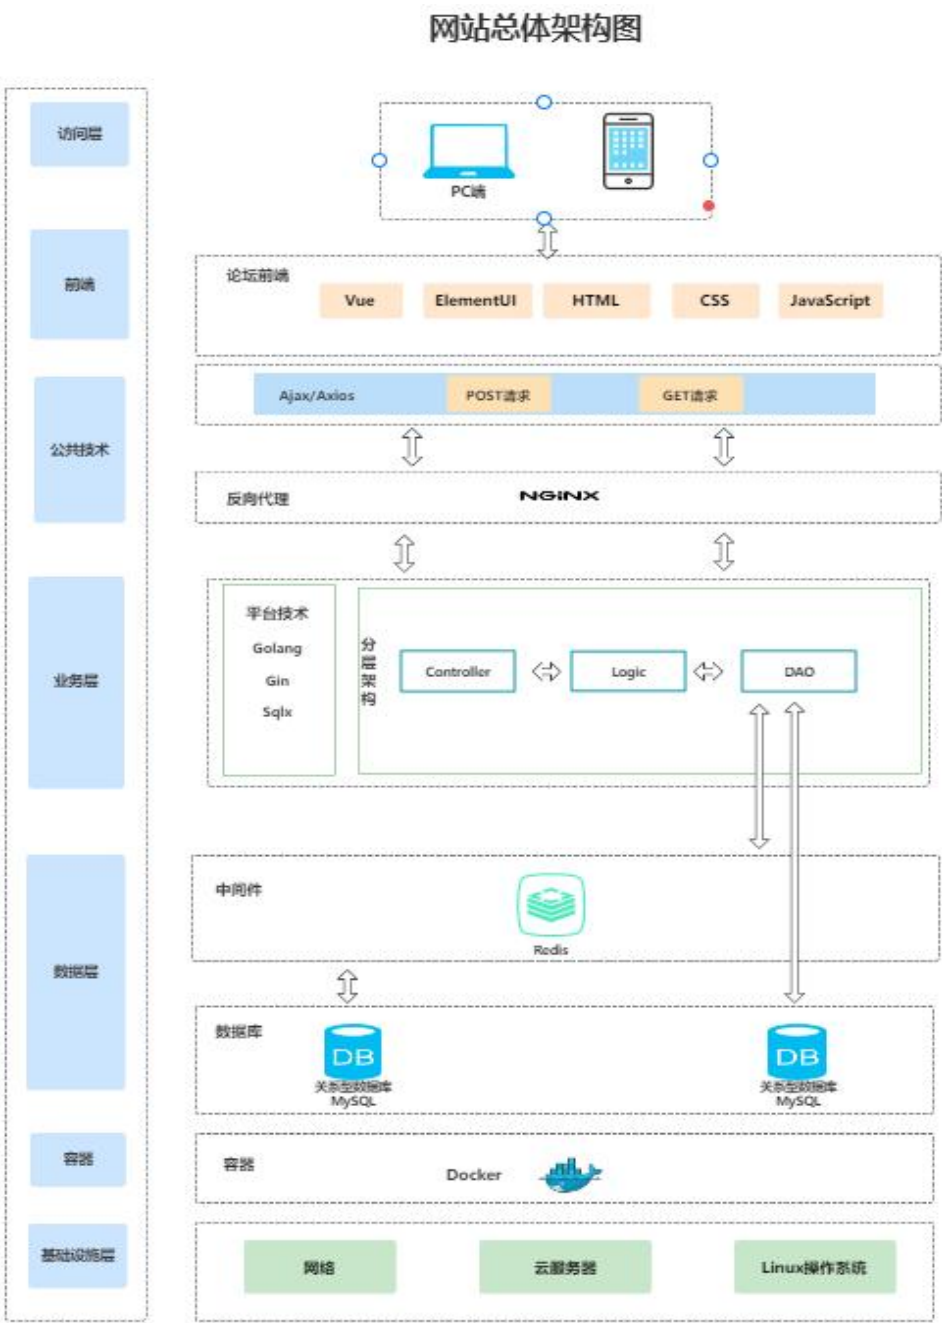 网站总体架构图
访问层
PC端
前端
论坛前端
Vue
ElementUI
HTML
CSS
JavaScript
公共技术
Ajax/Axios
POST请求
GET请求
反向代理
NGINX
业务层
平台技术
Golang
Gin
Sqlx
分
层
架
构
Controller
Logic
DAO
数据层
中间件
Redis
数据库
DB
关系型数据库
MySQL
DB
关系型数据库
MySQL
容器
容器
Docker
基础设施层
网络
云服务器
Linux操作系统